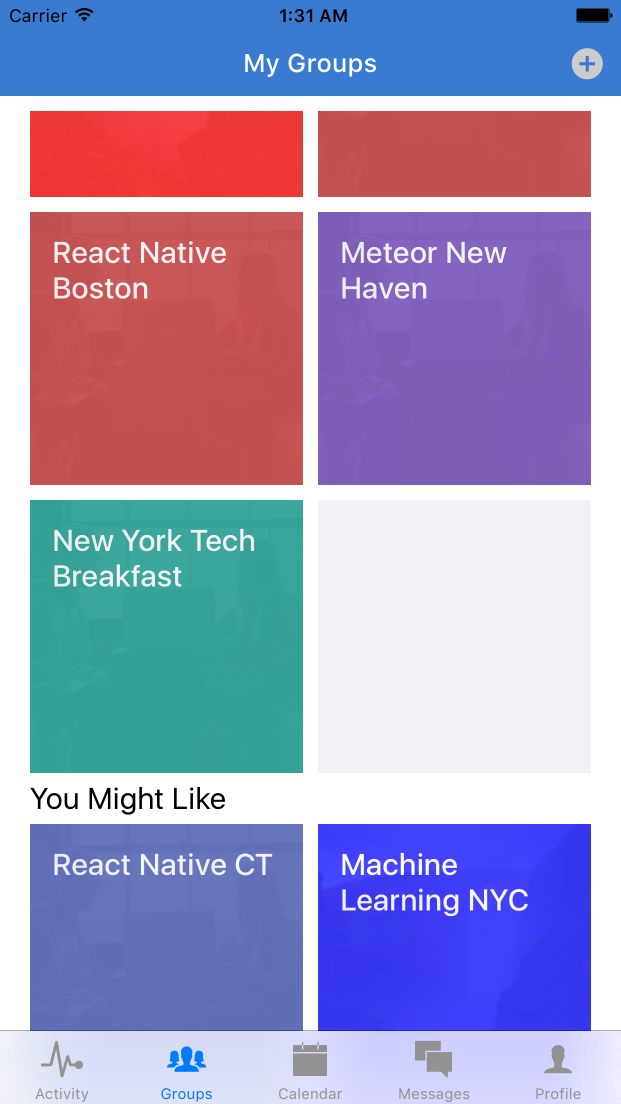 Carrier 1:31 AM
My Groups
React Native
Boston
Meteor New
Haven
New York Tech
Breakfast
You Might Like
React Native CT
Machine
Learning NYC
Activity Groups Calendar Messages Profile